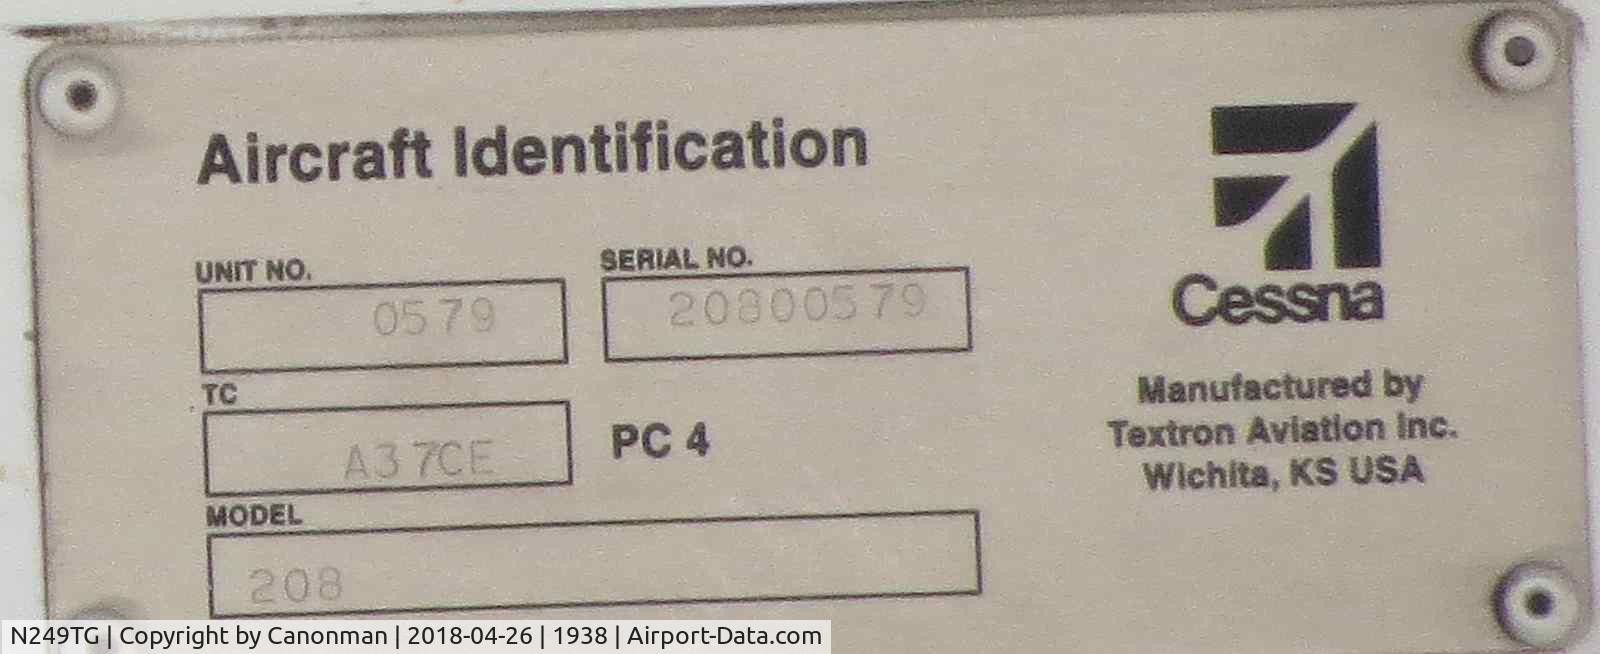 Aircraft Identification
UNIT NO.
0579
SERIAL NO.
20800579
TC
A37CE
PC 4
MODEL
208
Cessna
Manufactured by
Textron Aviation Inc.
Wichita, KS USA
N249TG | Copyright by Canonman | 2018-04-26 | 1938 | Airport-Data.com